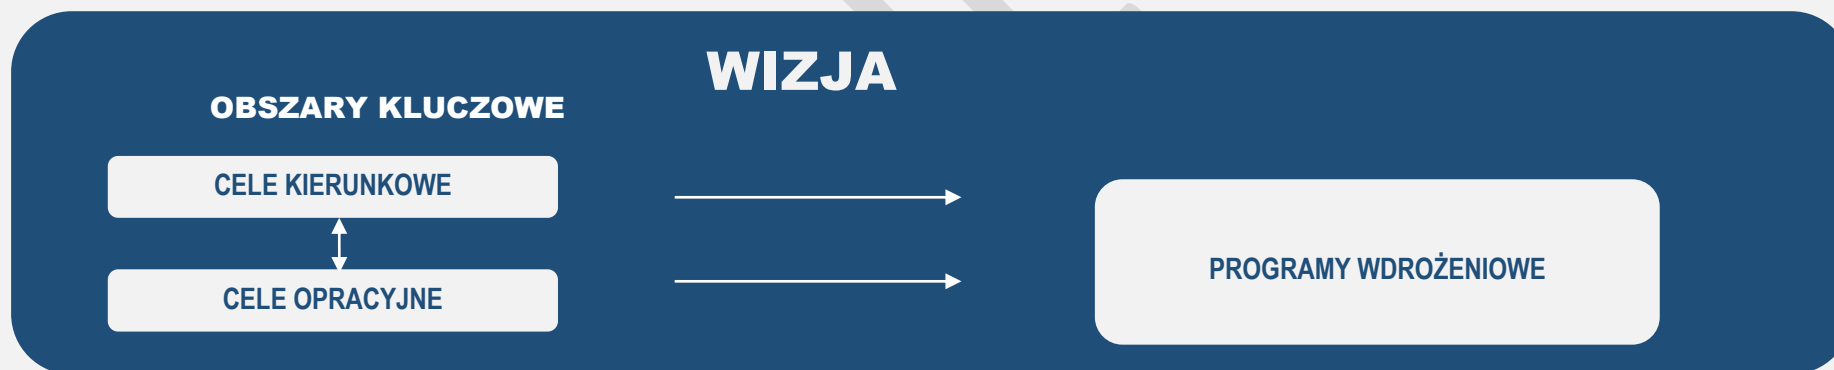 WIZJA
OBSZARY KLUCZOWE
CELE KIERUNKOWE
CELE OPRACYJNE
PROGRAMY WDROŻENIOWE